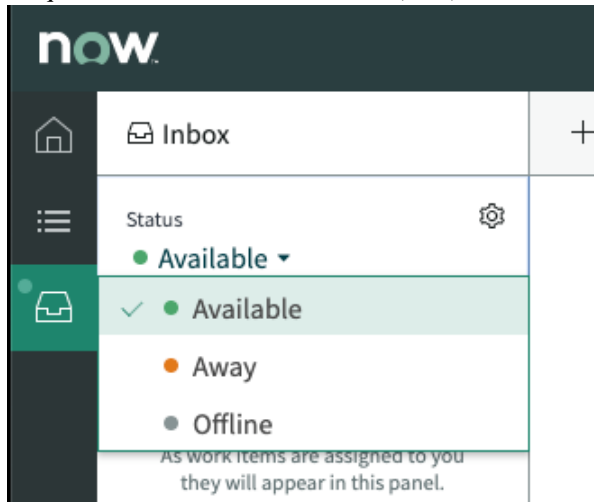 now
Inbox
Status
Available
Available
Away
Offline
As work items are assigned to you
they will appear in this panel.